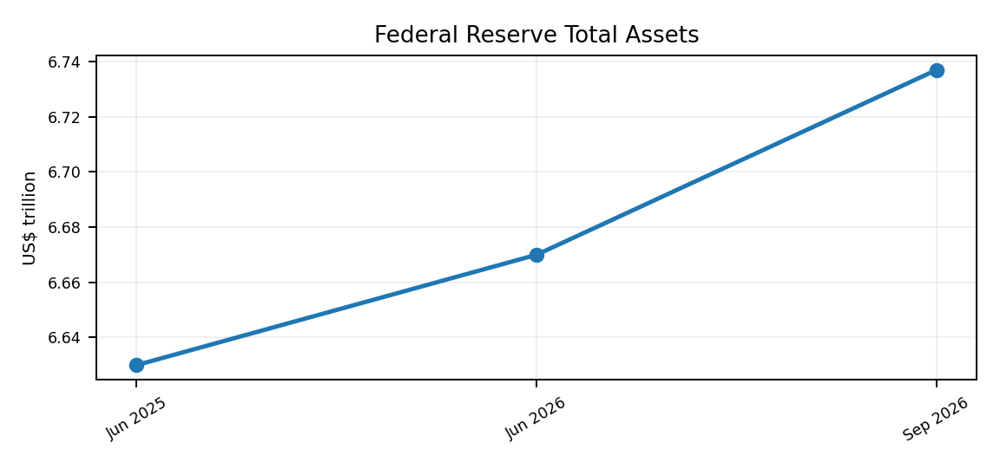 Federal Reserve Total Assets
US$ trillion
6.74
6.72
6.70
6.68
6.66
6.64
Jun 2025
Jun 2026
Sep 2026